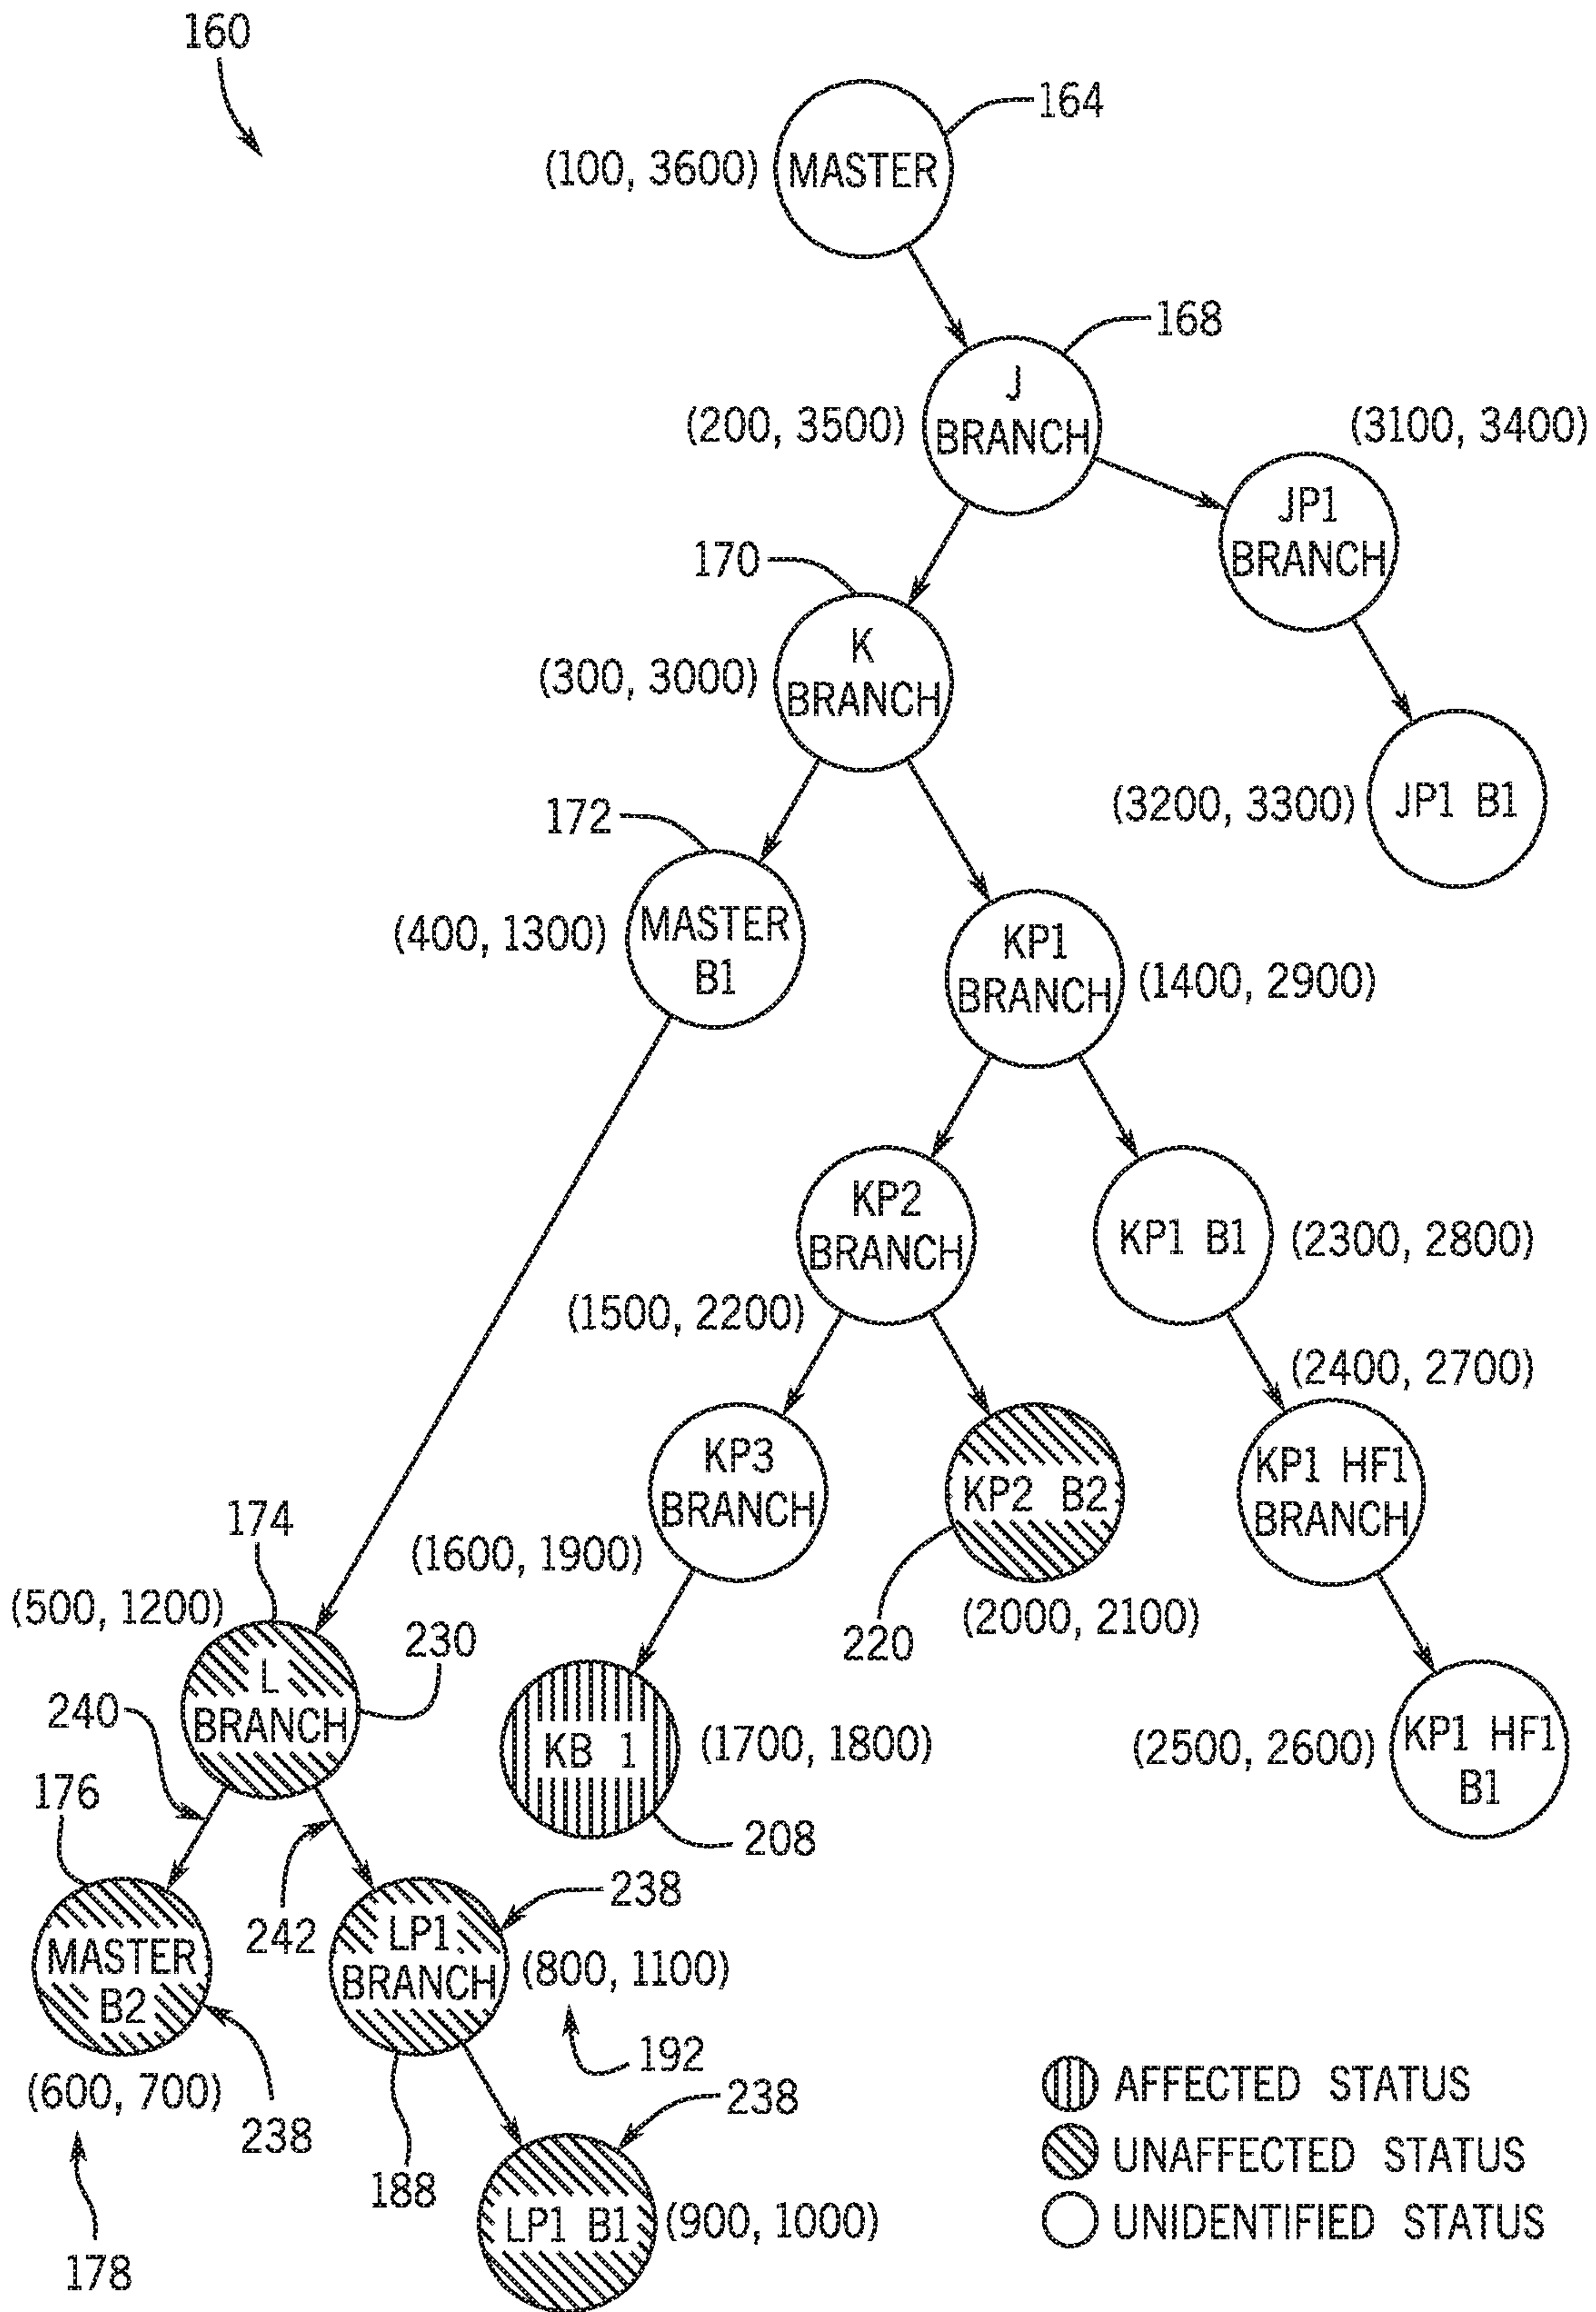 160
164
(100, 3600)
MASTER
168
J
BRANCH
(200, 3500)
(3100, 3400)
JP1
BRANCH
170
K
BRANCH
(300, 3000)
(3200, 3300)
JP1 B1
172
MASTER
B1
(400, 1300)
KP1
BRANCH
(1400, 2900)
KP2
BRANCH
KP1 B1
(2300, 2800)
(1500, 2200)
(2400, 2700)
KP3
BRANCH
KP2 B2
KP1 HF1
BRANCH
174
(1600, 1900)
(500, 1200)
230
220
(2000, 2100)
L
BRANCH
240
KB 1
(1700, 1800)
(2500, 2600)
KP1 HF1
B1
176
208
238
242
MASTER
B2
LP1
BRANCH
(800, 1100)
192
(600, 700)
238
238
188
178
LP1 B1
(900, 1000)
AFFECTED STATUS
UNAFFECTED STATUS
UNIDENTIFIED STATUS